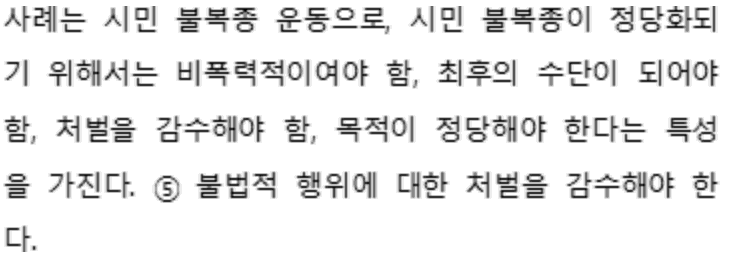 사례는 시민 불복종 운동으로, 시민 불복종이 정당화되
기 위해서는 비폭력적이여야 함, 최후의 수단이 되어야
함, 처벌을 감수해야 함, 목적이 정당해야 한다는 특성
을 가진다. ⑤ 불법적 행위에 대한 처벌을 감수해야 한
다.